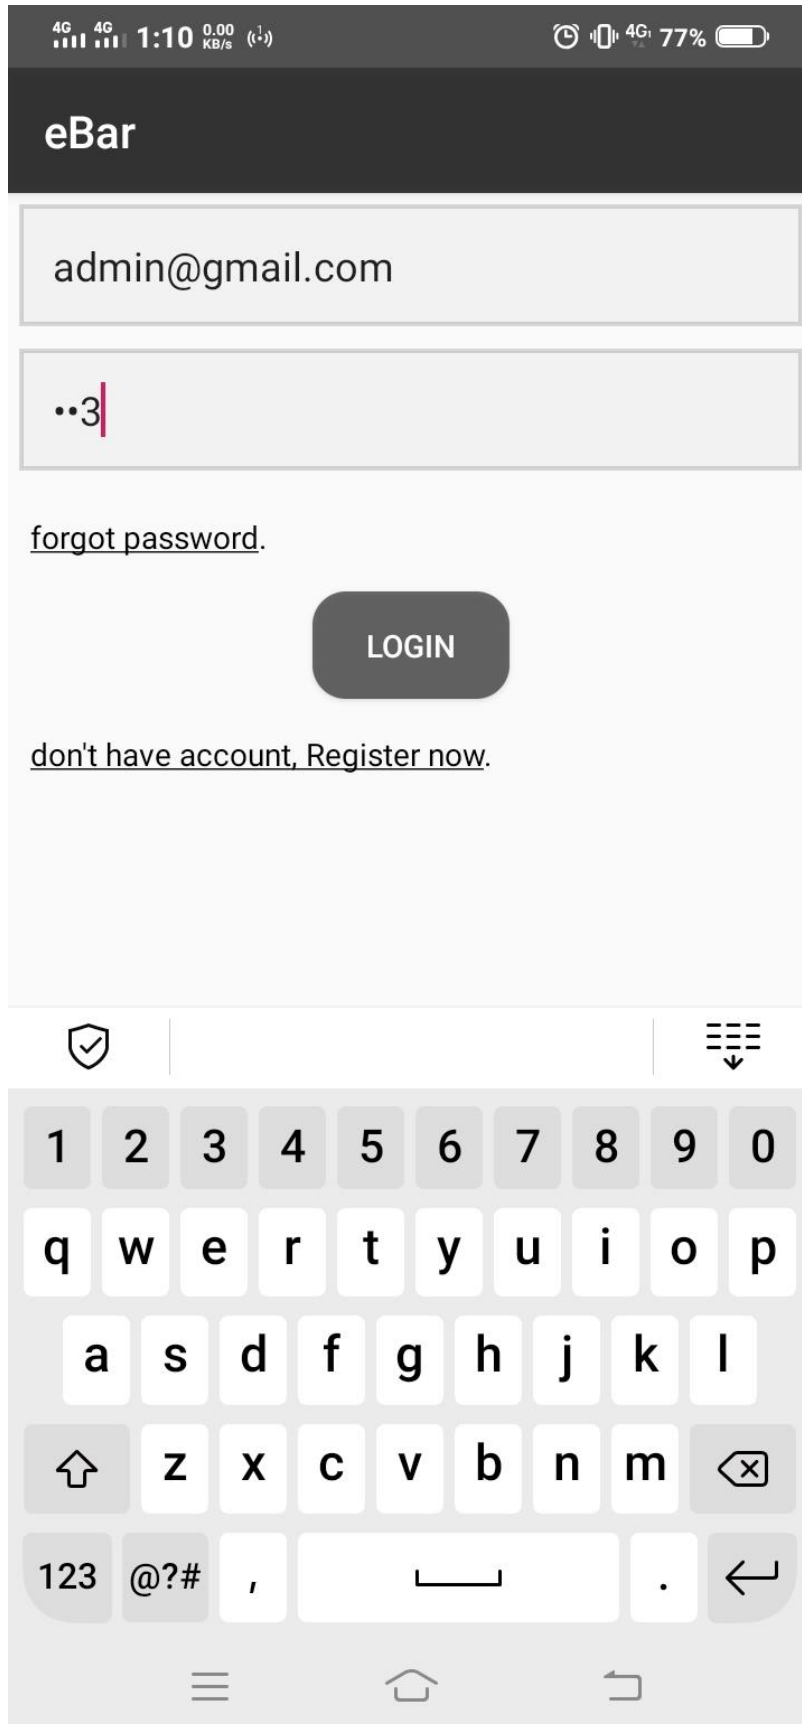 4G 4G 1:10 0.00 KB/s 4G 77%
eBar
admin@gmail.com
••3
forgot password.
LOGIN
don't have account, Register now.
1 2 3 4 5 6 7 8 9 0
q w e r t y u i o p
a s d f g h j k l
z x c v b n m
123 @?# , .